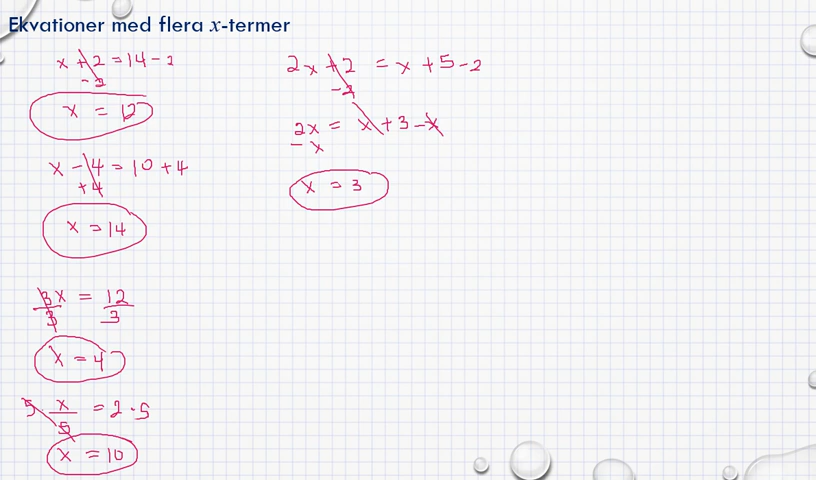 Ekvationer med flera x-termer
x + 2 = 14 - 2
- 2
x = 12
x - 4 = 10 + 4
+ 4
x = 14
3x = 12
3 3
x = 4
5 · x = 2 · 5
5
x = 10
2x + 2 = x + 5 - 2
- 2
2x = x + 3 - x
- x
x = 3